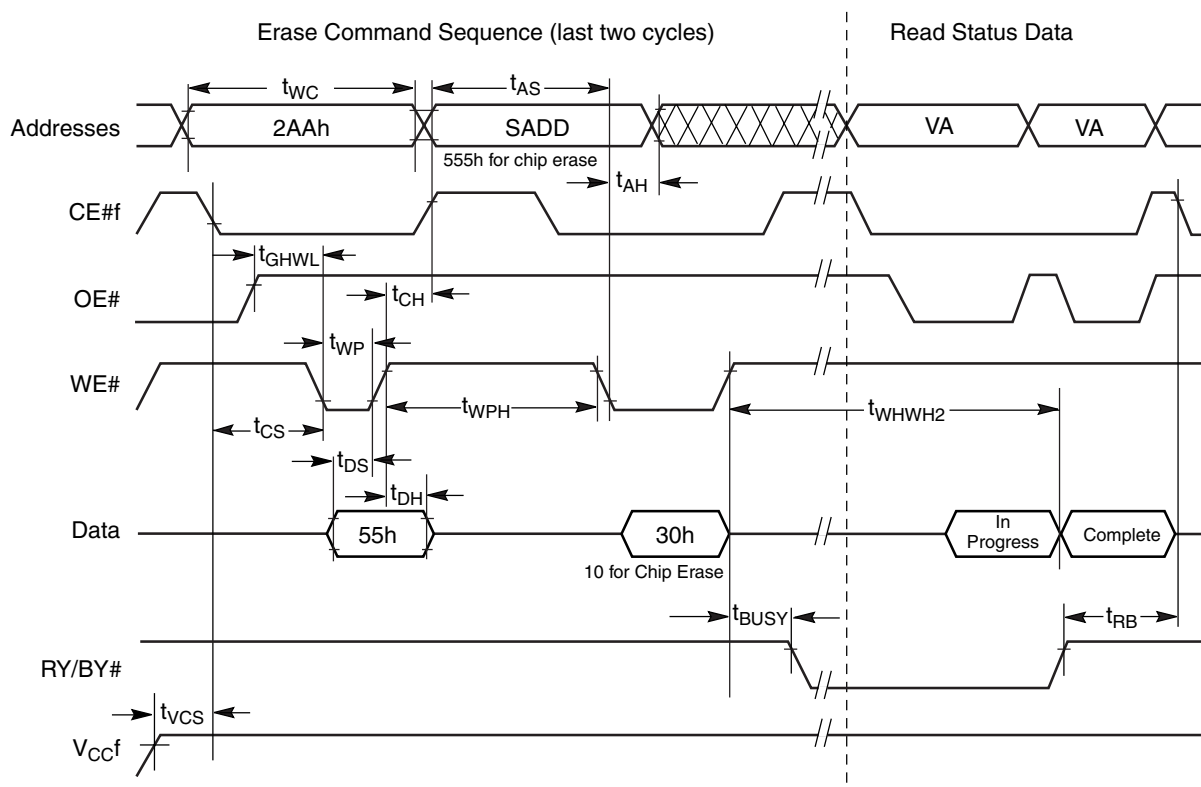 Erase Command Sequence (last two cycles)
Read Status Data
tWC
tAS
Addresses
2AAh
SADD
VA
VA
555h for chip erase
tAH
CE#f
tGHWL
OE#
tCH
tWP
WE#
tWPH
tWHWH2
tCS
tDS
tDH
Data
55h
30h
In
Progress
Complete
10 for Chip Erase
tBUSY
tRB
RY/BY#
tVCS
VCCf